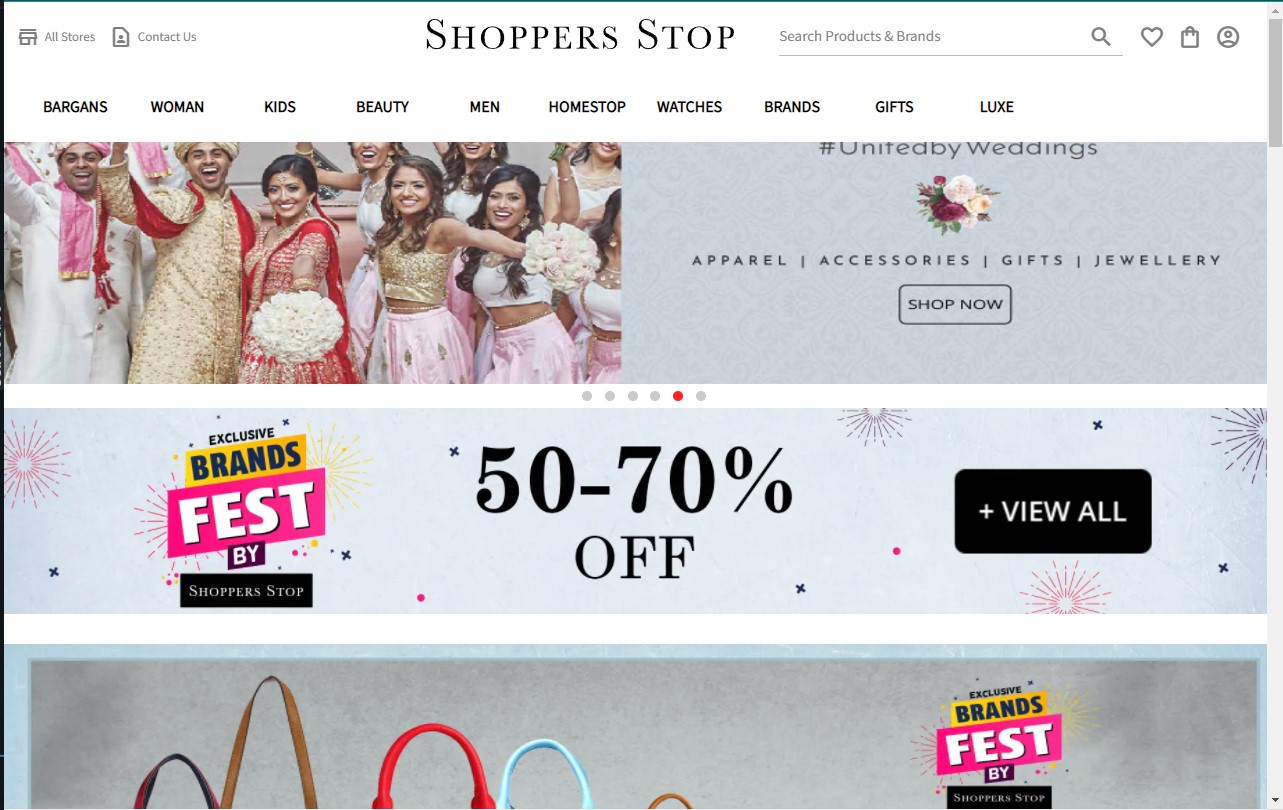 All Stores
Contact Us
SHOPPERS STOP
Search Products & Brands
BARGANS
WOMAN
KIDS
BEAUTY
MEN
HOMESTOP
WATCHES
BRANDS
GIFTS
LUXE
#UnitedbyWeddings
APPAREL | ACCESSORIES | GIFTS | JEWELLERY
SHOP NOW
EXCLUSIVE
BRANDS
FEST
BY
SHOPPERS STOP
50-70%
OFF
+ VIEW ALL
EXCLUSIVE
BRANDS
FEST
BY
SHOPPERS STOP